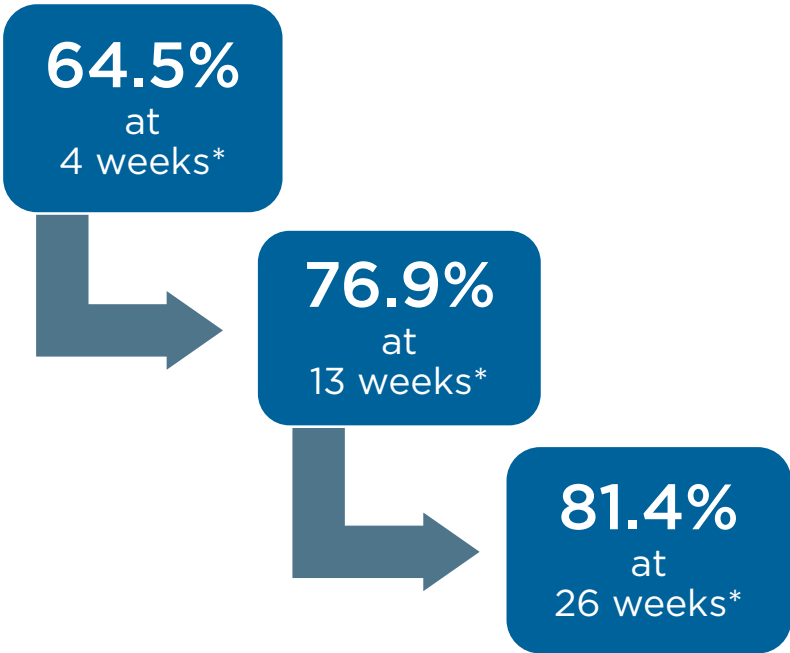 64.5%
at
4 weeks*
76.9%
at
13 weeks*
81.4%
at
26 weeks*